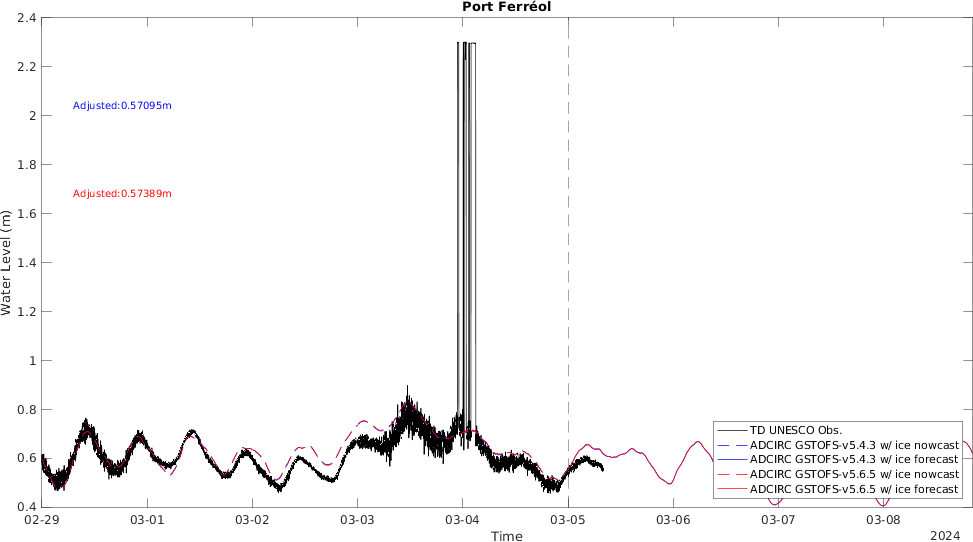 Port Ferréol
2.4
2.2
2
1.8
1.6
1.4
1.2
1
0.8
0.6
0.4
Water Level (m)
Adjusted:0.57095m
Adjusted:0.57389m
TD UNESCO Obs.
ADCIRC GSTOFS-v5.4.3 w/ ice nowcast
ADCIRC GSTOFS-v5.4.3 w/ ice forecast
ADCIRC GSTOFS-v5.6.5 w/ ice nowcast
ADCIRC GSTOFS-v5.6.5 w/ ice forecast
02-29 03-01 03-02 03-03 03-04 03-05 03-06 03-07 03-08
Time
2024